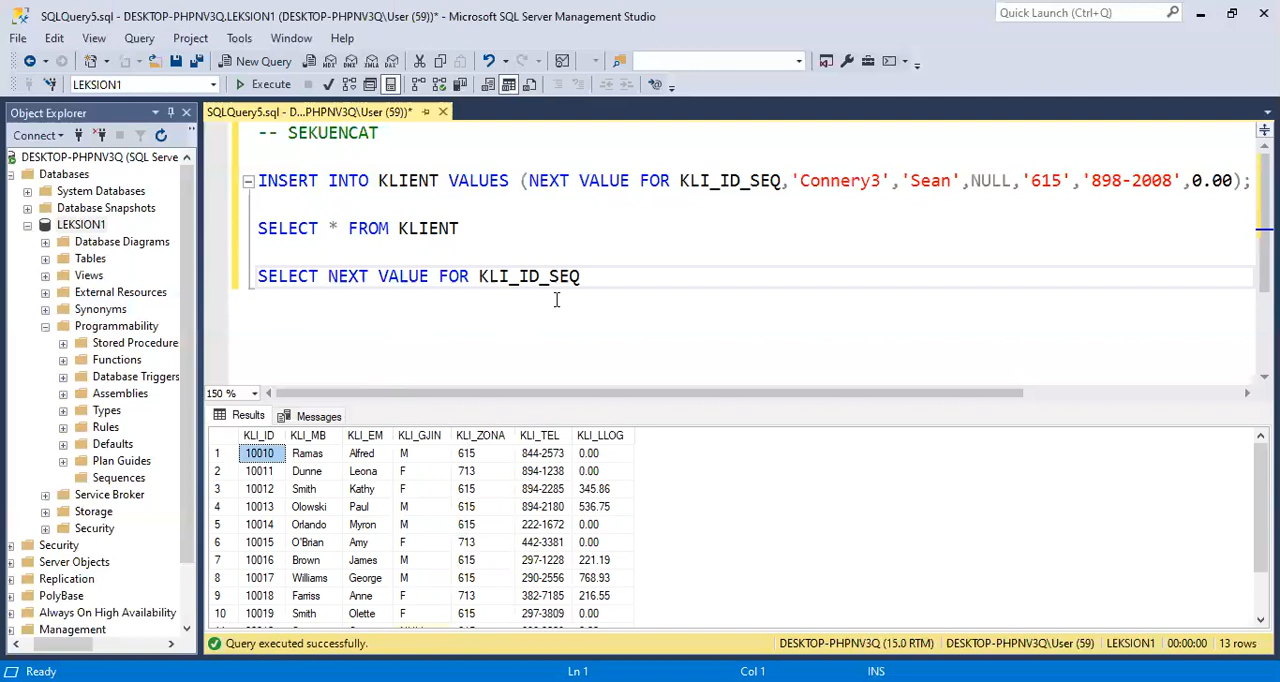 SQLQuery5.sql - DESKTOP-PHPNV3Q.LEKSION1 (DESKTOP-PHPNV3Q\User (59))* - Microsoft SQL Server Management Studio
Quick Launch (Ctrl+Q)
File Edit View Query Project Tools Window Help
New Query
LEKSION1 Execute
Object Explorer
SQLQuery5.sql - D...PHPNV3Q\User (59))*
Connect
DESKTOP-PHPNV3Q (SQL Serve
Databases
System Databases
Database Snapshots
LEKSION1
Database Diagrams
Tables
Views
External Resources
Synonyms
Programmability
Stored Procedure
Functions
Database Triggers
Assemblies
Types
Rules
Defaults
Plan Guides
Sequences
Service Broker
Storage
Security
Security
Server Objects
Replication
PolyBase
Always On High Availability
Management
-- SEKUENCAT
INSERT INTO KLIENT VALUES (NEXT VALUE FOR KLI_ID_SEQ,'Connery3','Sean',NULL,'615','898-2008',0.00);
SELECT * FROM KLIENT
SELECT NEXT VALUE FOR KLI_ID_SEQ
150 %
Results Messages
KLI_ID KLI_MB KLI_EM KLI_GJIN KLI_ZONA KLI_TEL KLI_LLOG
1 10010 Ramas Alfred M 615 844-2573 0.00
2 10011 Dunne Leona F 713 894-1238 0.00
3 10012 Smith Kathy F 615 894-2285 345.86
4 10013 Olowski Paul M 615 894-2180 536.75
5 10014 Orlando Myron M 615 222-1672 0.00
6 10015 O'Brian Amy F 713 442-3381 0.00
7 10016 Brown James M 615 297-1228 221.19
8 10017 Williams George M 615 290-2556 768.93
9 10018 Fariss Anne F 713 382-7185 216.55
10 10019 Smith Olette F 615 297-3809 0.00
Query executed successfully.
DESKTOP-PHPNV3Q (15.0 RTM) DESKTOP-PHPNV3Q\User (59) LEKSION1 00:00:00 13 rows
Ready Ln 1 Col 1 INS